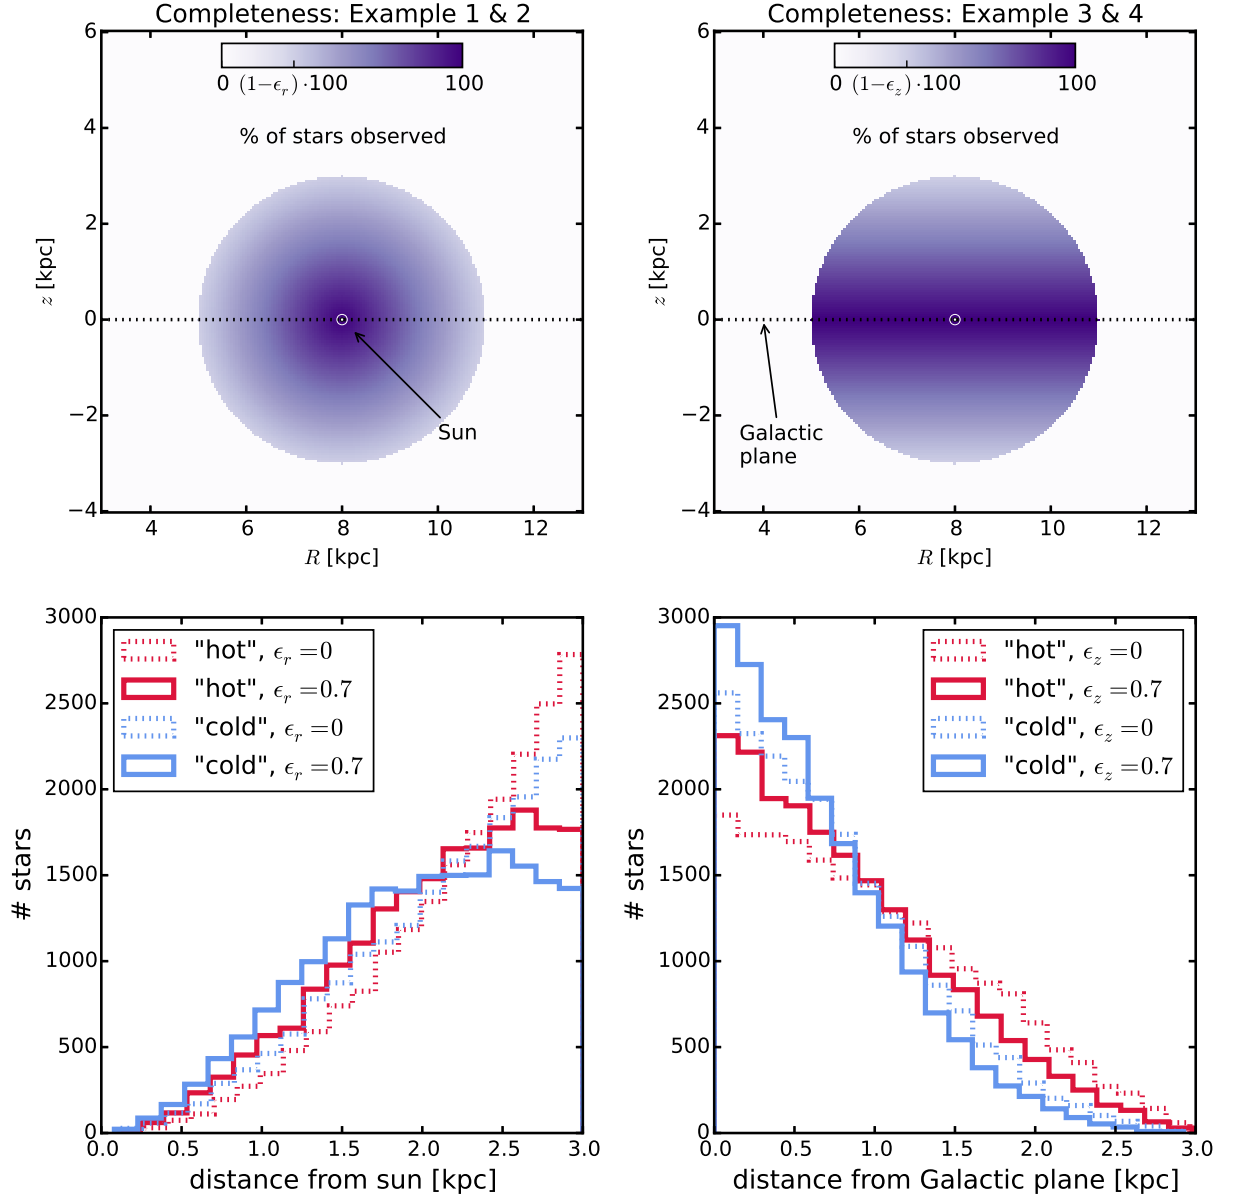 Completeness: Example 1 & 2
6
4
2
0
−2
−4
z [kpc]
0 (1−ϵ_r)·100 100
% of stars observed
Sun
4 6 8 10 12
R [kpc]
Completeness: Example 3 & 4
6
4
2
0
−2
−4
z [kpc]
0 (1−ϵ_z)·100 100
% of stars observed
Galactic
plane
4 6 8 10 12
R [kpc]
3000
2500
2000
1500
1000
500
0
# stars
"hot", ϵ_r=0
"hot", ϵ_r=0.7
"cold", ϵ_r=0
"cold", ϵ_r=0.7
0.0 0.5 1.0 1.5 2.0 2.5 3.0
distance from sun [kpc]
3000
2500
2000
1500
1000
500
0
# stars
"hot", ϵ_z=0
"hot", ϵ_z=0.7
"cold", ϵ_z=0
"cold", ϵ_z=0.7
0.0 0.5 1.0 1.5 2.0 2.5 3.0
distance from Galactic plane [kpc]